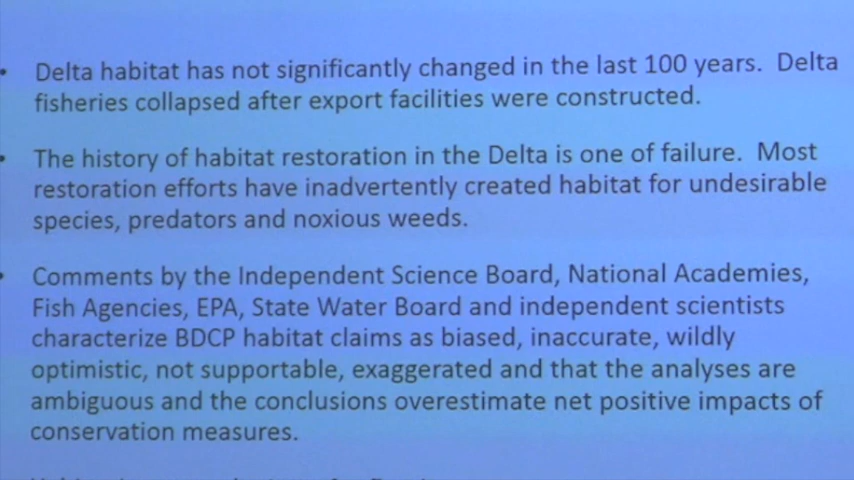 • Delta habitat has not significantly changed in the last 100 years. Delta
fisheries collapsed after export facilities were constructed.
• The history of habitat restoration in the Delta is one of failure. Most
restoration efforts have inadvertently created habitat for undesirable
species, predators and noxious weeds.
• Comments by the Independent Science Board, National Academies,
Fish Agencies, EPA, State Water Board and independent scientists
characterize BDCP habitat claims as biased, inaccurate, wildly
optimistic, not supportable, exaggerated and that the analyses are
ambiguous and the conclusions overestimate net positive impacts of
conservation measures.